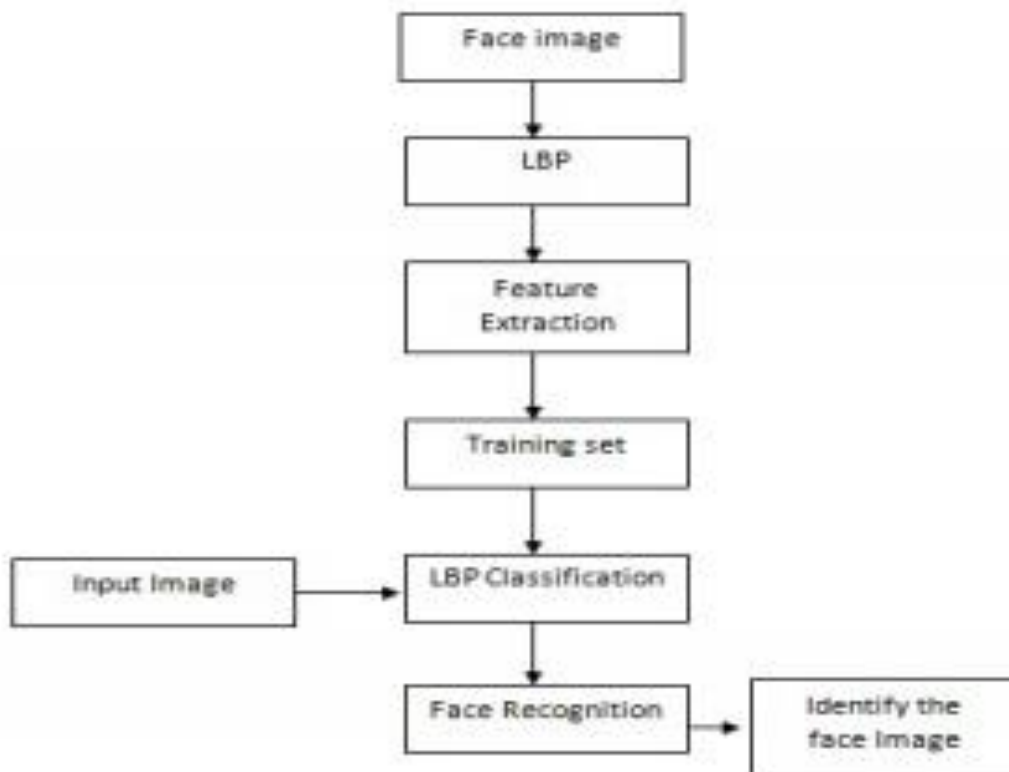 Face image
LBP
Feature
Extraction
Training set
Input Image
LBP Classification
Face Recognition
Identify the
face Image